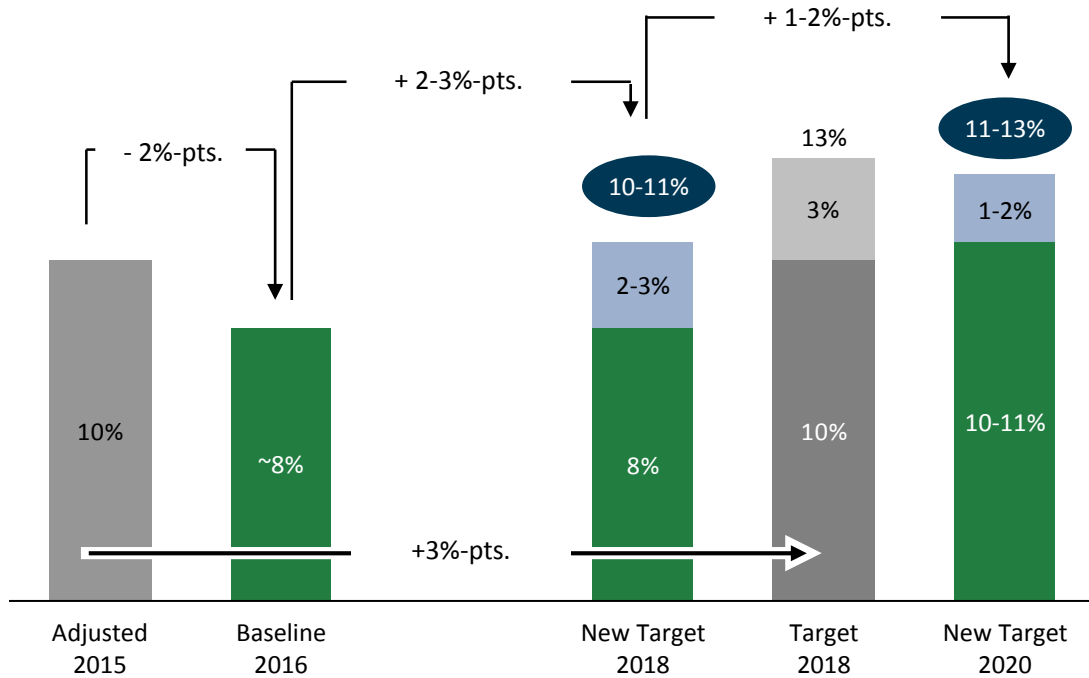 + 1-2%-pts.
+ 2-3%-pts.
- 2%-pts.
11-13%
13%
10-11%
3%
1-2%
2-3%
10%
~8%
8%
10%
10-11%
+3%-pts.
Adjusted
2015
Baseline
2016
New Target
2018
Target
2018
New Target
2020